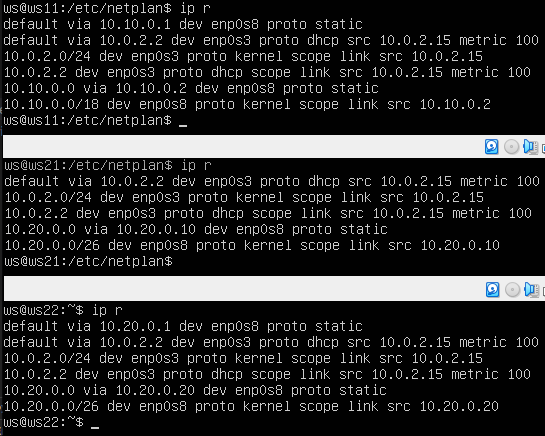 ws@ws11:/etc/netplan$ ip r
default via 10.10.0.1 dev enp0s8 proto static
default via 10.0.2.2 dev enp0s3 proto dhcp src 10.0.2.15 metric 100
10.0.2.0/24 dev enp0s3 proto kernel scope link src 10.0.2.15
10.0.2.2 dev enp0s3 proto dhcp scope link src 10.0.2.15 metric 100
10.10.0.0 via 10.10.0.2 dev enp0s8 proto static
10.10.0.0/18 dev enp0s8 proto kernel scope link src 10.10.0.2
ws@ws11:/etc/netplan$ _
ws@ws21:/etc/netplan$ ip r
default via 10.0.2.2 dev enp0s3 proto dhcp src 10.0.2.15 metric 100
10.0.2.0/24 dev enp0s3 proto kernel scope link src 10.0.2.15
10.0.2.2 dev enp0s3 proto dhcp scope link src 10.0.2.15 metric 100
10.20.0.0 via 10.20.0.10 dev enp0s8 proto static
10.20.0.0/26 dev enp0s8 proto kernel scope link src 10.20.0.10
ws@ws21:/etc/netplan$
ws@ws22:~$ ip r
default via 10.20.0.1 dev enp0s8 proto static
default via 10.0.2.2 dev enp0s3 proto dhcp src 10.0.2.15 metric 100
10.0.2.0/24 dev enp0s3 proto kernel scope link src 10.0.2.15
10.0.2.2 dev enp0s3 proto dhcp scope link src 10.0.2.15 metric 100
10.20.0.0 via 10.20.0.20 dev enp0s8 proto static
10.20.0.0/26 dev enp0s8 proto kernel scope link src 10.20.0.20
ws@ws22:~$ _